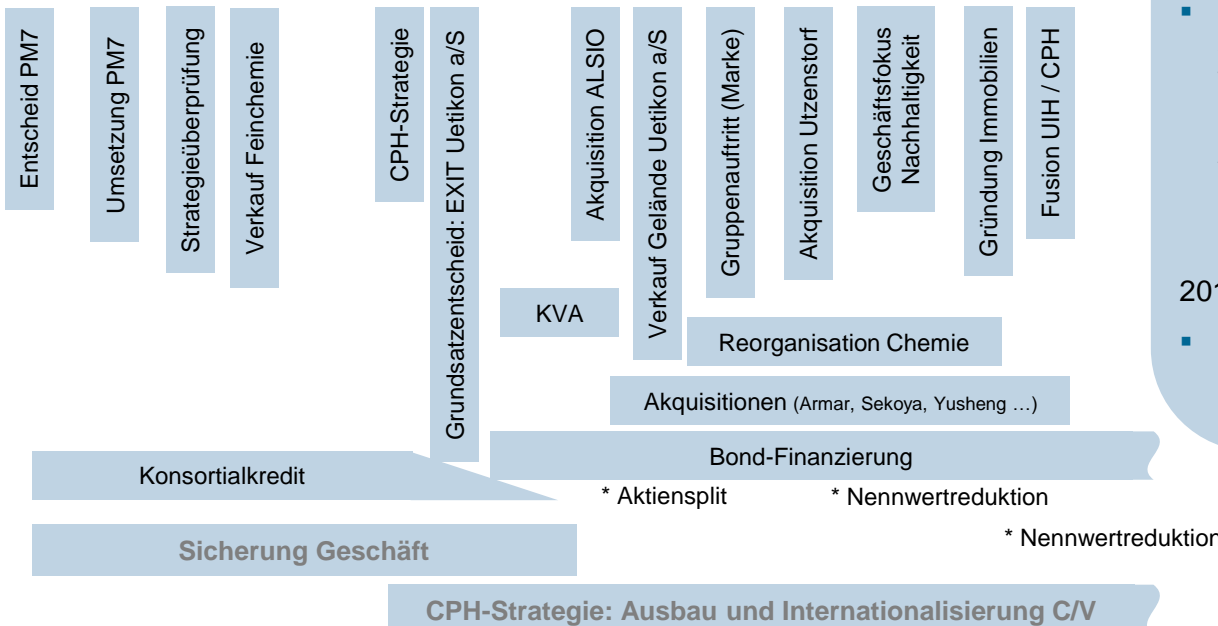 Entscheid PM7
Umsetzung PM7
Strategieüberprüfung
Verkauf Feinchemie
CPH-Strategie
Grundsatzentscheid: EXIT Uetikon a/S
Akquisition ALSIO
Verkauf Gelände Uetikon a/S
Gruppenauftritt (Marke)
Akquisition Utzenstorf
Geschäftsfokus
Nachhaltigkeit
Gründung Immobilien
Fusion UIH / CPH
201
KVA
Reorganisation Chemie
Akquisitionen (Armar, Sekoya, Yusheng …)
Bond-Finanzierung
Konsortialkredit
* Aktiensplit
* Nennwertreduktion
* Nennwertreduktion
Sicherung Geschäft
CPH-Strategie: Ausbau und Internationalisierung C/V